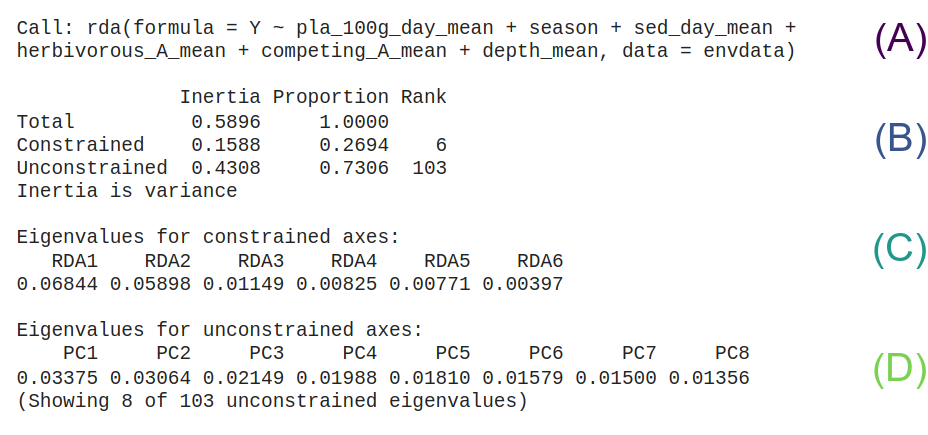 Call: rda(formula = Y ~ pla_100g_day_mean + season + sed_day_mean +
herbivorous_A_mean + competing_A_mean + depth_mean, data = envdata)
(A)
Inertia Proportion Rank
Total 0.5896 1.0000
Constrained 0.1588 0.2694 6
Unconstrained 0.4308 0.7306 103
Inertia is variance
(B)
Eigenvalues for constrained axes:
RDA1 RDA2 RDA3 RDA4 RDA5 RDA6
0.06844 0.05898 0.01149 0.00825 0.00771 0.00397
(C)
Eigenvalues for unconstrained axes:
PC1 PC2 PC3 PC4 PC5 PC6 PC7 PC8
0.03375 0.03064 0.02149 0.01988 0.01810 0.01579 0.01500 0.01356
(Showing 8 of 103 unconstrained eigenvalues)
(D)